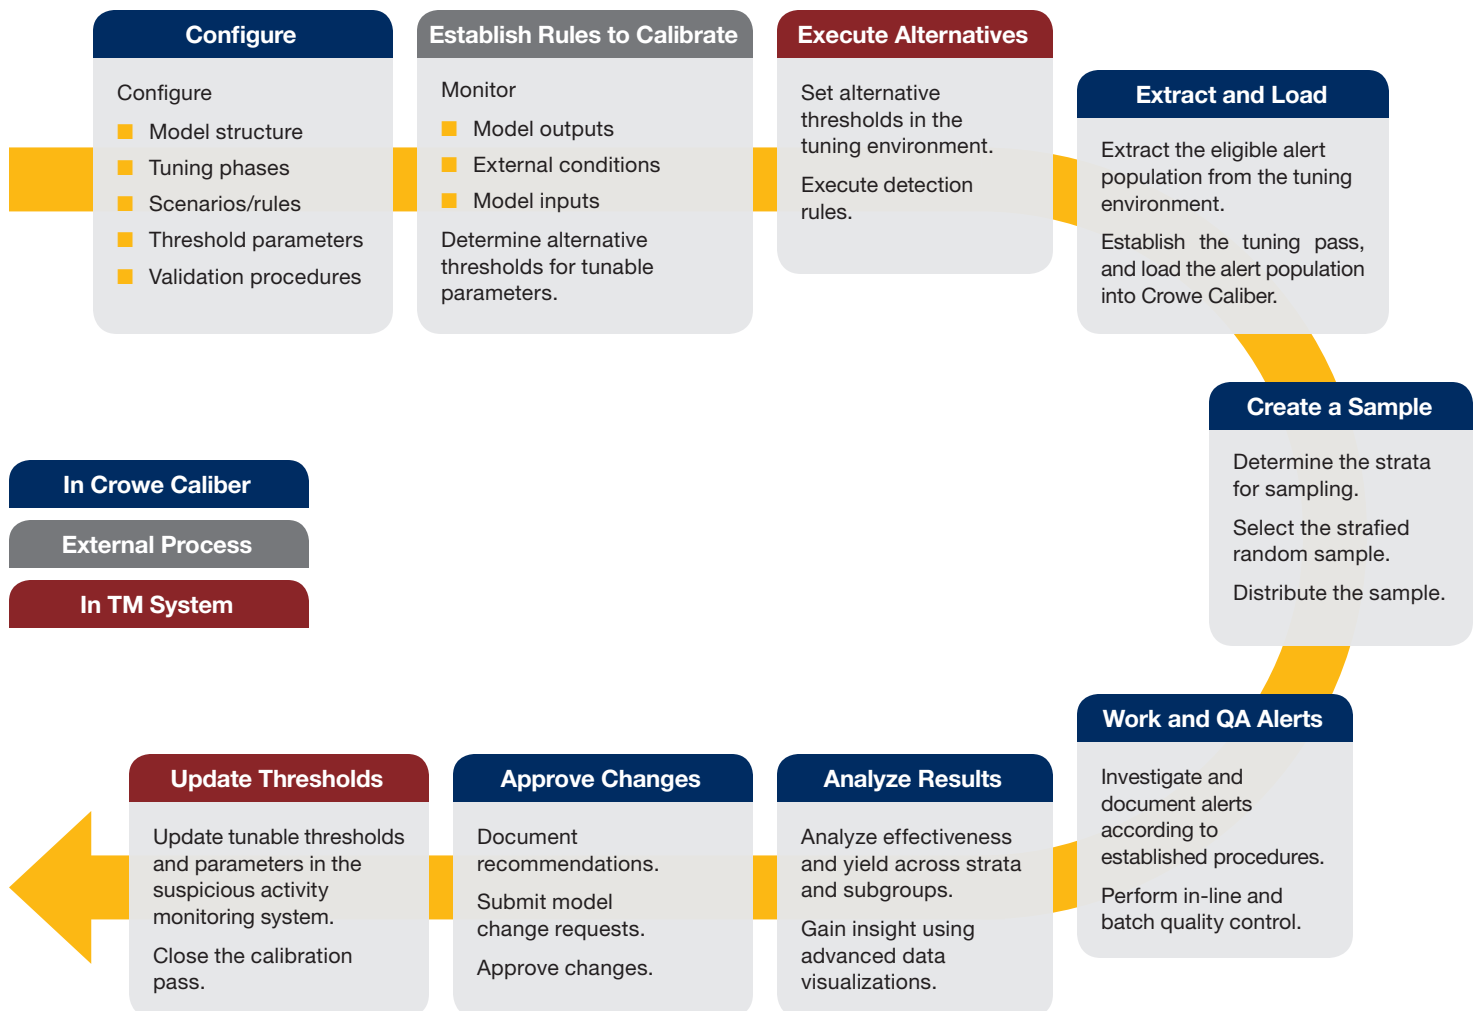 Configure
Configure
Model structure
Tuning phases
Scenarios/rules
Threshold parameters
Validation procedures
Establish Rules to Calibrate
Monitor
Model outputs
External conditions
Model inputs
Determine alternative
thresholds for tunable
parameters.
Execute Alternatives
Set alternative
thresholds in the
tuning environment.
Execute detection
rules.
Extract and Load
Extract the eligible alert
population from the tuning
environment.
Establish the tuning pass,
and load the alert population
into Crowe Caliber.
Create a Sample
Determine the strata
for sampling.
Select the strafied
random sample.
Distribute the sample.
In Crowe Caliber
External Process
In TM System
Work and QA Alerts
Investigate and
document alerts
according to
established procedures.
Perform in-line and
batch quality control.
Analyze Results
Analyze effectiveness
and yield across strata
and subgroups.
Gain insight using
advanced data
visualizations.
Approve Changes
Document
recommendations.
Submit model
change requests.
Approve changes.
Update Thresholds
Update tunable thresholds
and parameters in the
suspicious activity
monitoring system.
Close the calibration
pass.